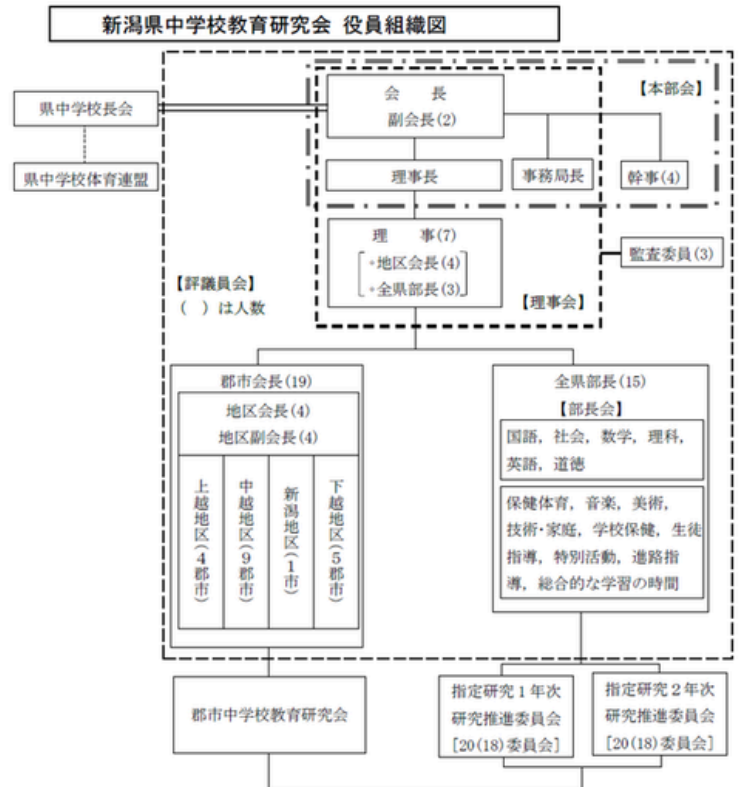 新潟県中学校教育研究会 役員組織図
【本部会】
会 長
副会長(2)
県中学校長会
県中学校体育連盟
理事長
事務局長
幹事(4)
理 事(7)
◦地区会長(4)
◦全県部長(3)
監査委員(3)
【理事会】
【評議員会】
( )は人数
郡市会長(19)
地区会長(4)
地区副会長(4)
上越地区(4郡市)
中越地区(9郡市)
新潟地区(1市)
下越地区(5郡市)
全県部長(15)
【部長会】
国語，社会，数学，理科，
英語，道徳
保健体育，音楽，美術，
技術・家庭，学校保健，生徒
指導，特別活動，進路指
導，総合的な学習の時間
郡市中学校教育研究会
指定研究1年次
研究推進委員会
[20(18)委員会]
指定研究2年次
研究推進委員会
[20(18)委員会]